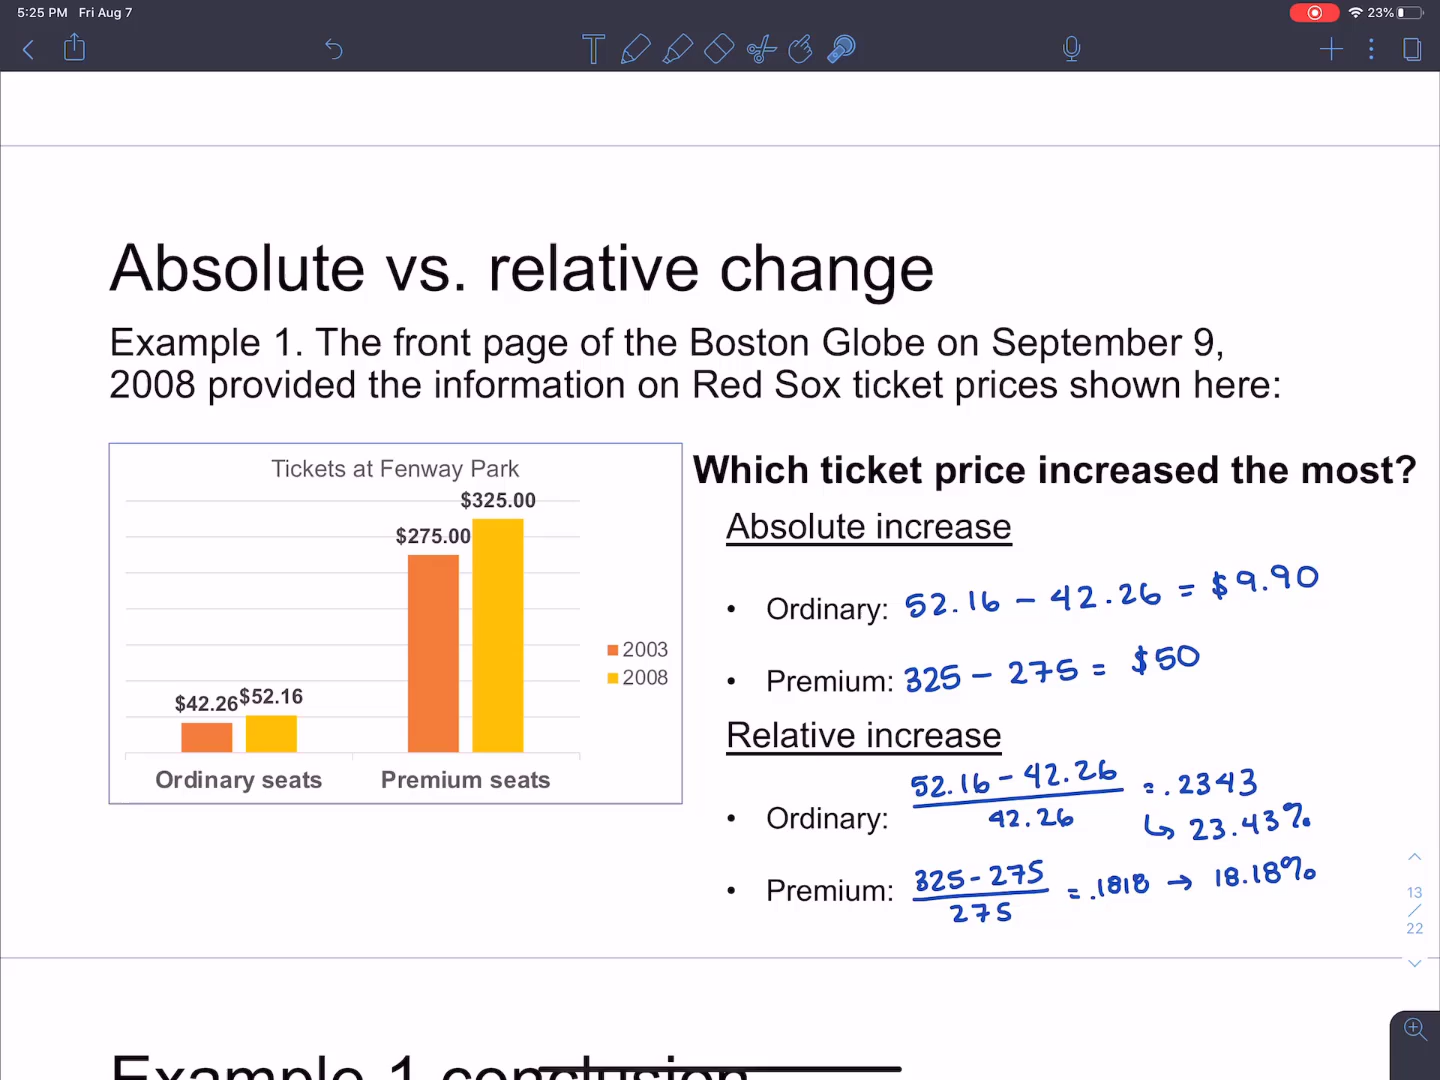 5:25 PM Fri Aug 7
23%
T
Absolute vs. relative change
Example 1. The front page of the Boston Globe on September 9,
2008 provided the information on Red Sox ticket prices shown here:
Tickets at Fenway Park
$325.00
$275.00
$42.26 $52.16
2003
2008
Ordinary seats Premium seats
Which ticket price increased the most?
Absolute increase
• Ordinary: 52.16 - 42.26 = $9.90
• Premium: 325 - 275 = $50
Relative increase
52.16 - 42.26
• Ordinary: = .2343
42.26
↳ 23.43%
325 - 275
• Premium: = .1818 → 18.18%
275
13
/
22
Example 1 conclusion